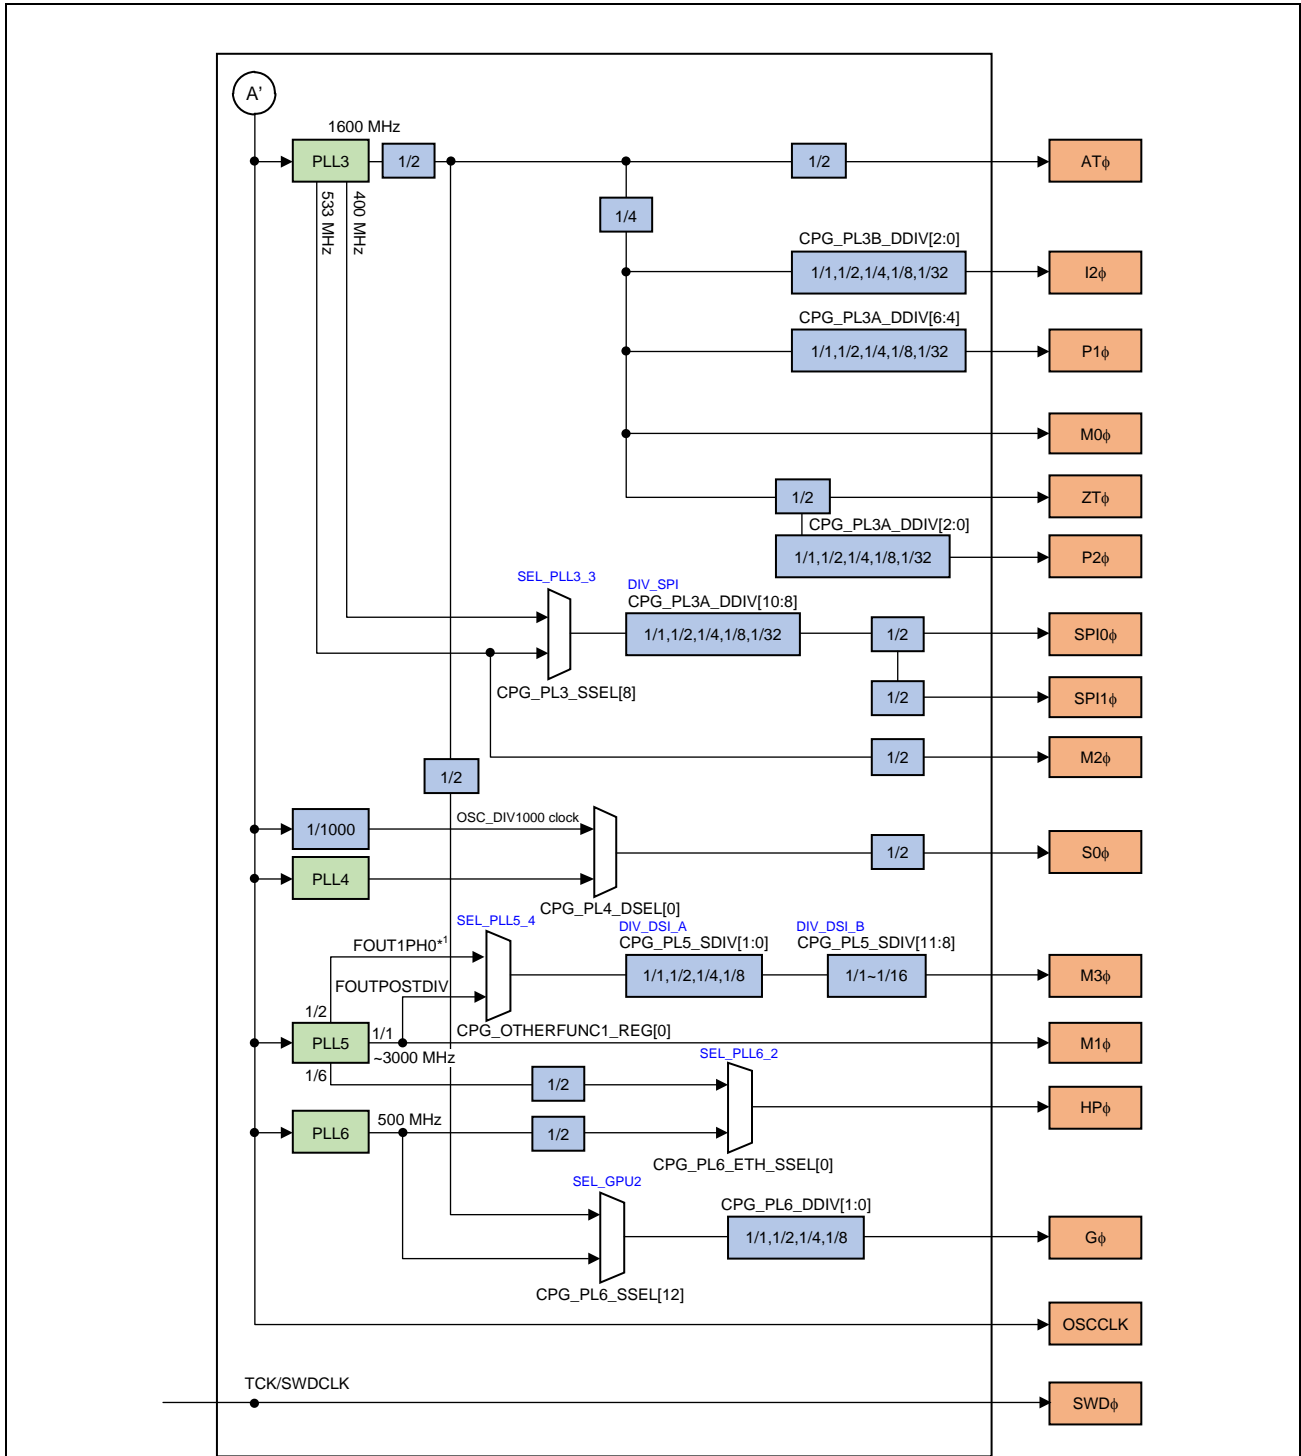 A'
1600 MHz
PLL3
1/2
1/2
ATϕ
533 MHz
400 MHz
1/4
CPG_PL3B_DDIV[2:0]
1/1,1/2,1/4,1/8,1/32
I2ϕ
CPG_PL3A_DDIV[6:4]
1/1,1/2,1/4,1/8,1/32
P1ϕ
M0ϕ
1/2
ZTϕ
CPG_PL3A_DDIV[2:0]
1/1,1/2,1/4,1/8,1/32
P2ϕ
SEL_PLL3_3
DIV_SPI
CPG_PL3A_DDIV[10:8]
1/1,1/2,1/4,1/8,1/32
1/2
SPI0ϕ
CPG_PL3_SSEL[8]
1/2
SPI1ϕ
1/2
M2ϕ
1/2
1/1000
OSC_DIV1000 clock
1/2
S0ϕ
PLL4
CPG_PL4_DSEL[0]
SEL_PLL5_4
DIV_DSI_A
DIV_DSI_B
FOUT1PH0*1
CPG_PL5_SDIV[1:0]
CPG_PL5_SDIV[11:8]
1/1,1/2,1/4,1/8
1/1~1/16
M3ϕ
FOUTPOSTDIV
1/2
CPG_OTHERFUNC1_REG[0]
PLL5
1/1
M1ϕ
~3000 MHz
SEL_PLL6_2
1/6
1/2
HPϕ
500 MHz
PLL6
1/2
CPG_PL6_ETH_SSEL[0]
SEL_GPU2
CPG_PL6_DDIV[1:0]
1/1,1/2,1/4,1/8
Gϕ
CPG_PL6_SSEL[12]
OSCCLK
TCK/SWDCLK
SWDϕ